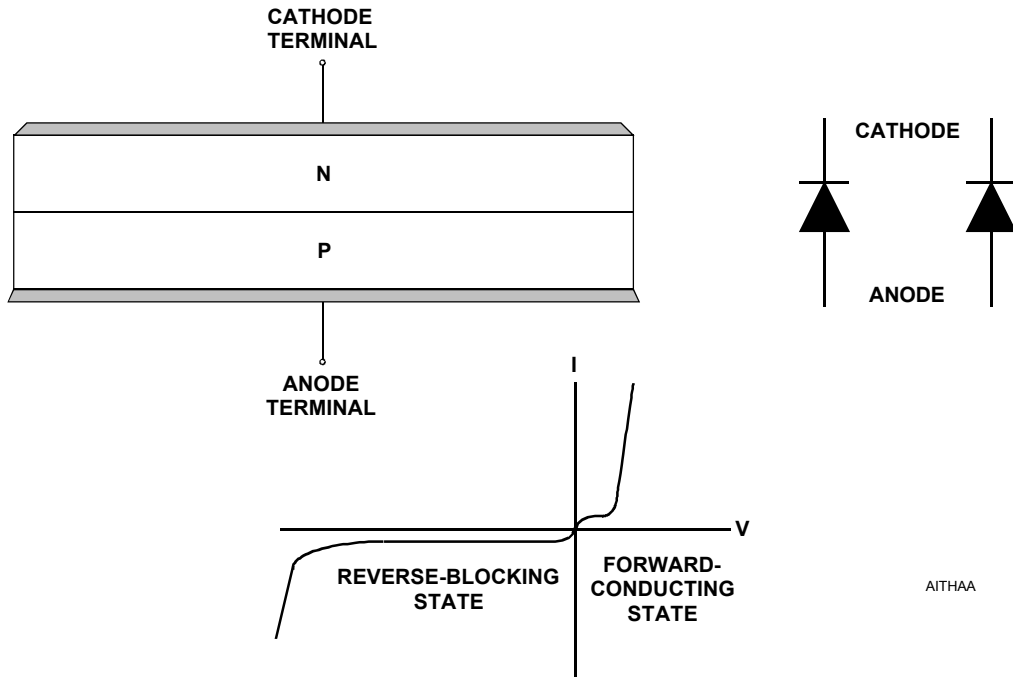 CATHODE
TERMINAL
N
P
ANODE
TERMINAL
CATHODE
ANODE
I
V
REVERSE-BLOCKING
STATE
FORWARD-
CONDUCTING
STATE
AITHAA